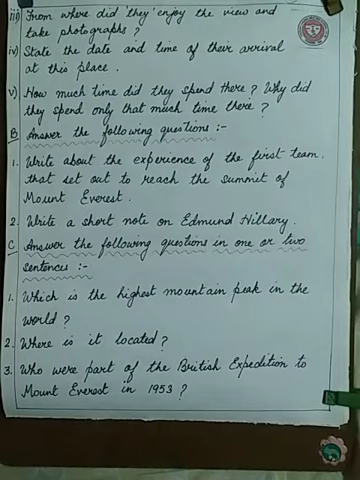 iii) From where did they enjoy the view and
take photographs?
iv) State the date and time of their arrival
at this place.
v) How much time did they spend there? Why did
they spend only that much time there?
B Answer the following questions :-
1. Write about the experience of the first team.
that set out to reach the summit of
Mount Everest.
2. Write a short note on Edmund Hillary.
C Answer the following questions in one or two
sentences :-
1. Which is the highest mountain peak in the
world?
2. Where is it located?
3. Who were part of the British Expedition to
Mount Everest in 1953?